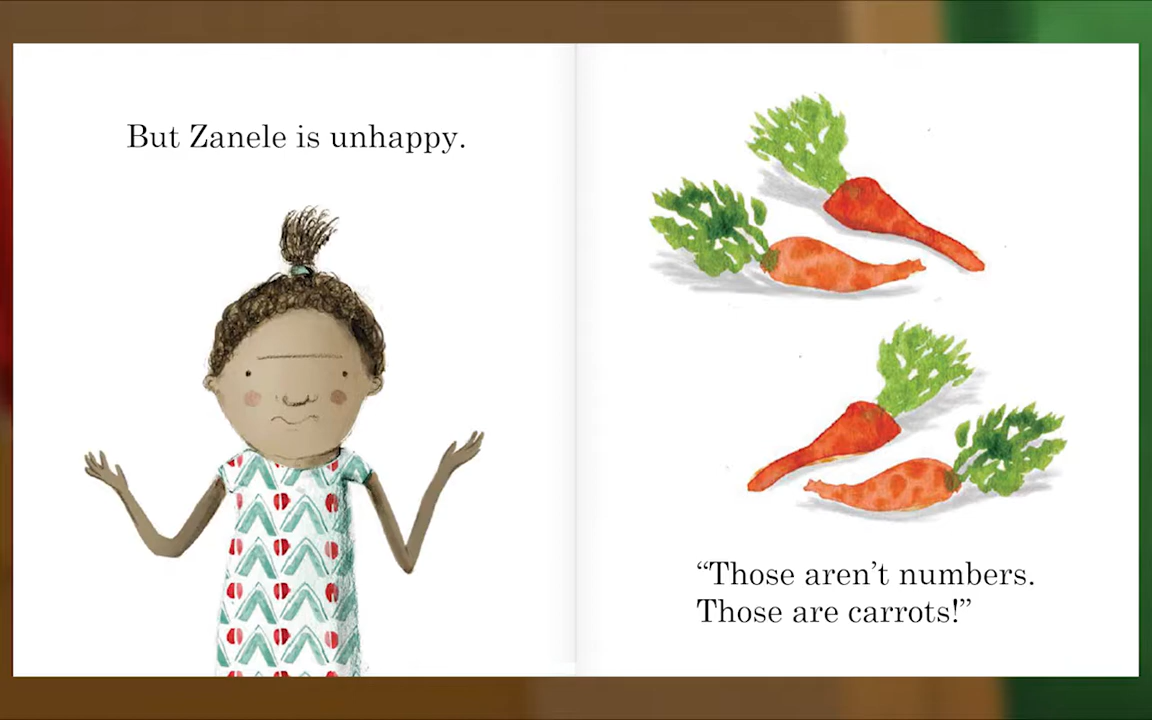 But Zanele is unhappy.
“Those aren’t numbers.
Those are carrots!”